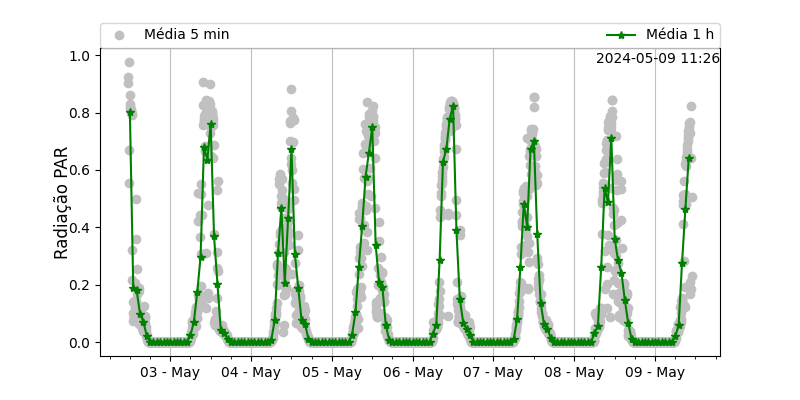 Média 5 min
Média 1 h
2024-05-09 11:26
Radiação PAR
1.0
0.8
0.6
0.4
0.2
0.0
03 - May
04 - May
05 - May
06 - May
07 - May
08 - May
09 - May